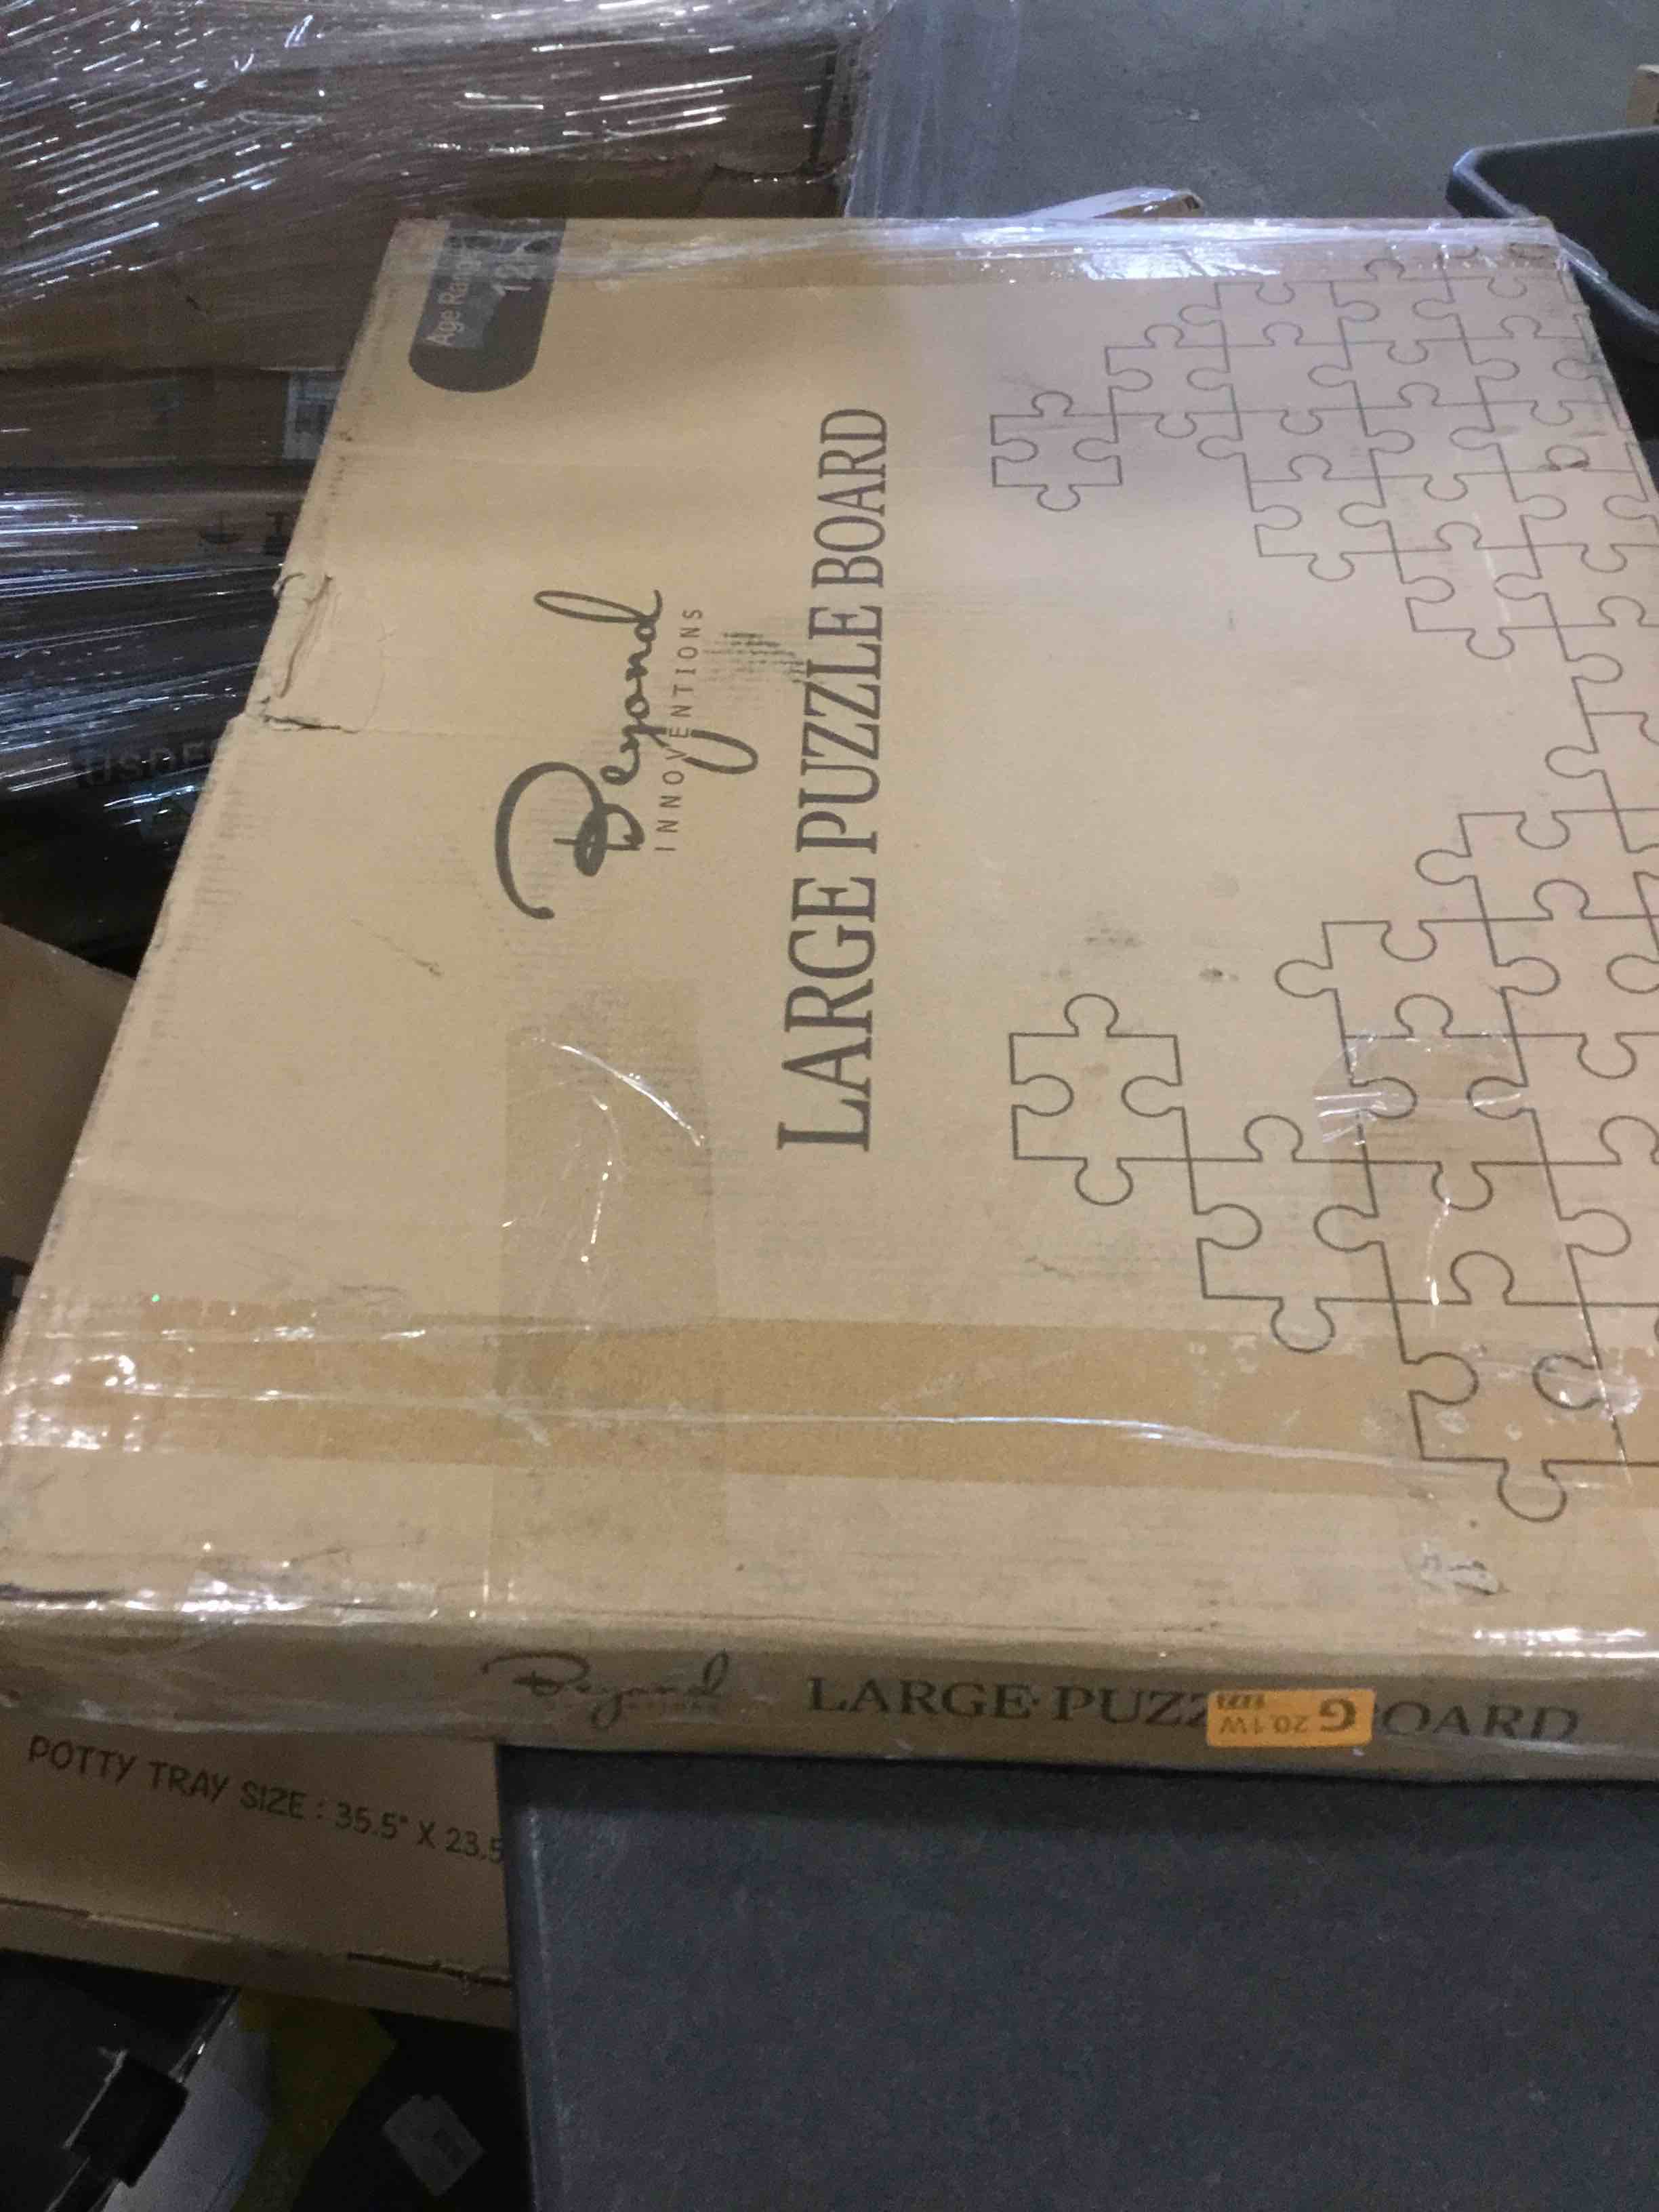 Age Range
12+
Beyond
INNOVENTIONS
LARGE PUZZLE BOARD
Beyond
LARGE PUZZ OARD
G 20.1W
POTTY TRAY SIZE : 35.5" X 23.5